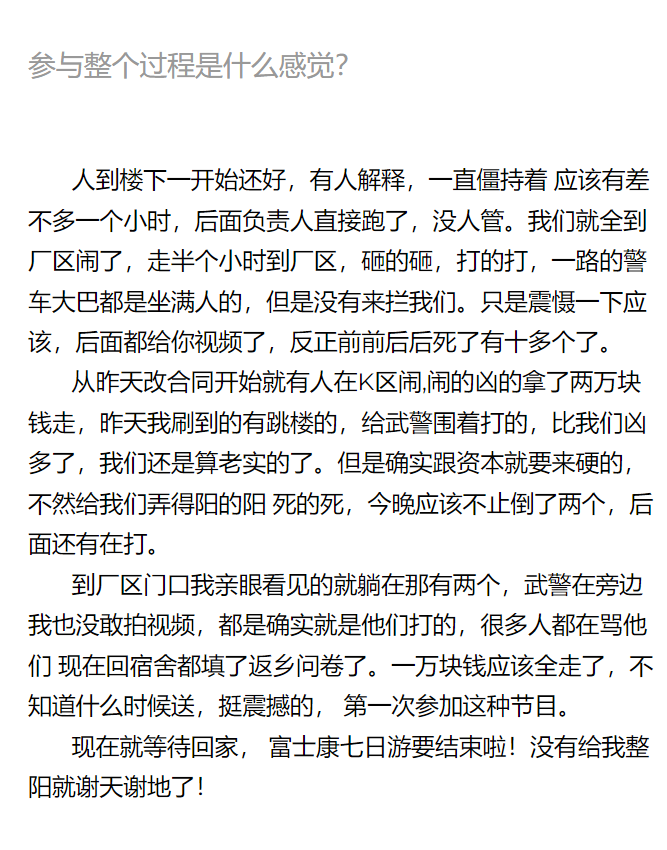 参与整个过程是什么感觉？
人到楼下一开始还好，有人解释，一直僵持着 应该有差
不多一个小时，后面负责人直接跑了，没人管。我们就全到
厂区闹了，走半个小时到厂区，砸的砸，打的打，一路的警
车大巴都是坐满人的，但是没有来拦我们。只是震慑一下应
该，后面都给你视频了，反正前前后后死了有十多个了。
从昨天改合同开始就有人在K区闹,闹的凶的拿了两万块
钱走，昨天我刷到的有跳楼的，给武警围着打的，比我们凶
多了，我们还是算老实的了。但是确实跟资本就要来硬的，
不然给我们弄得阳的阳 死的死，今晚应该不止倒了两个，后
面还有在打。
到厂区门口我亲眼看见的就躺在那有两个，武警在旁边
我也没敢拍视频，都是确实就是他们打的，很多人都在骂他
们 现在回宿舍都填了返乡问卷了。一万块钱应该全走了，不
知道什么时候送，挺震撼的， 第一次参加这种节目。
现在就等待回家， 富士康七日游要结束啦！没有给我整
阳就谢天谢地了！